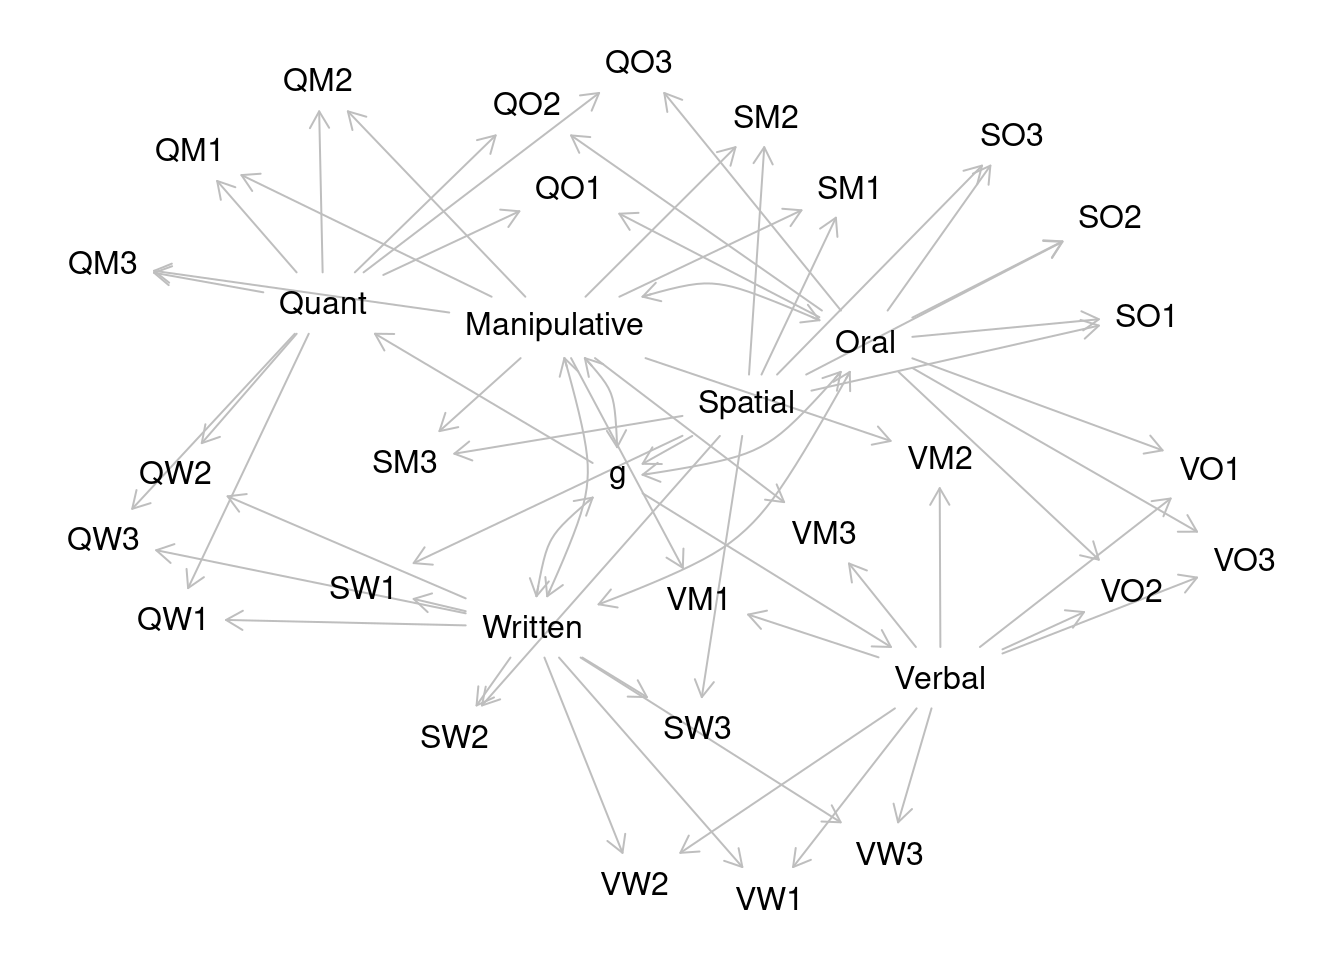 QO3
QM2
QO2
SM2
SO3
QM1
QO1
SM1
SO2
QM3
Quant
SO1
Manipulative
Oral
Spatial
SM3
VM2
VO1
QW2
g
VM3
QW3
VO3
SW1
VM1
VO2
QW1
Written
Verbal
SW3
SW2
VW3
VW2
VW1